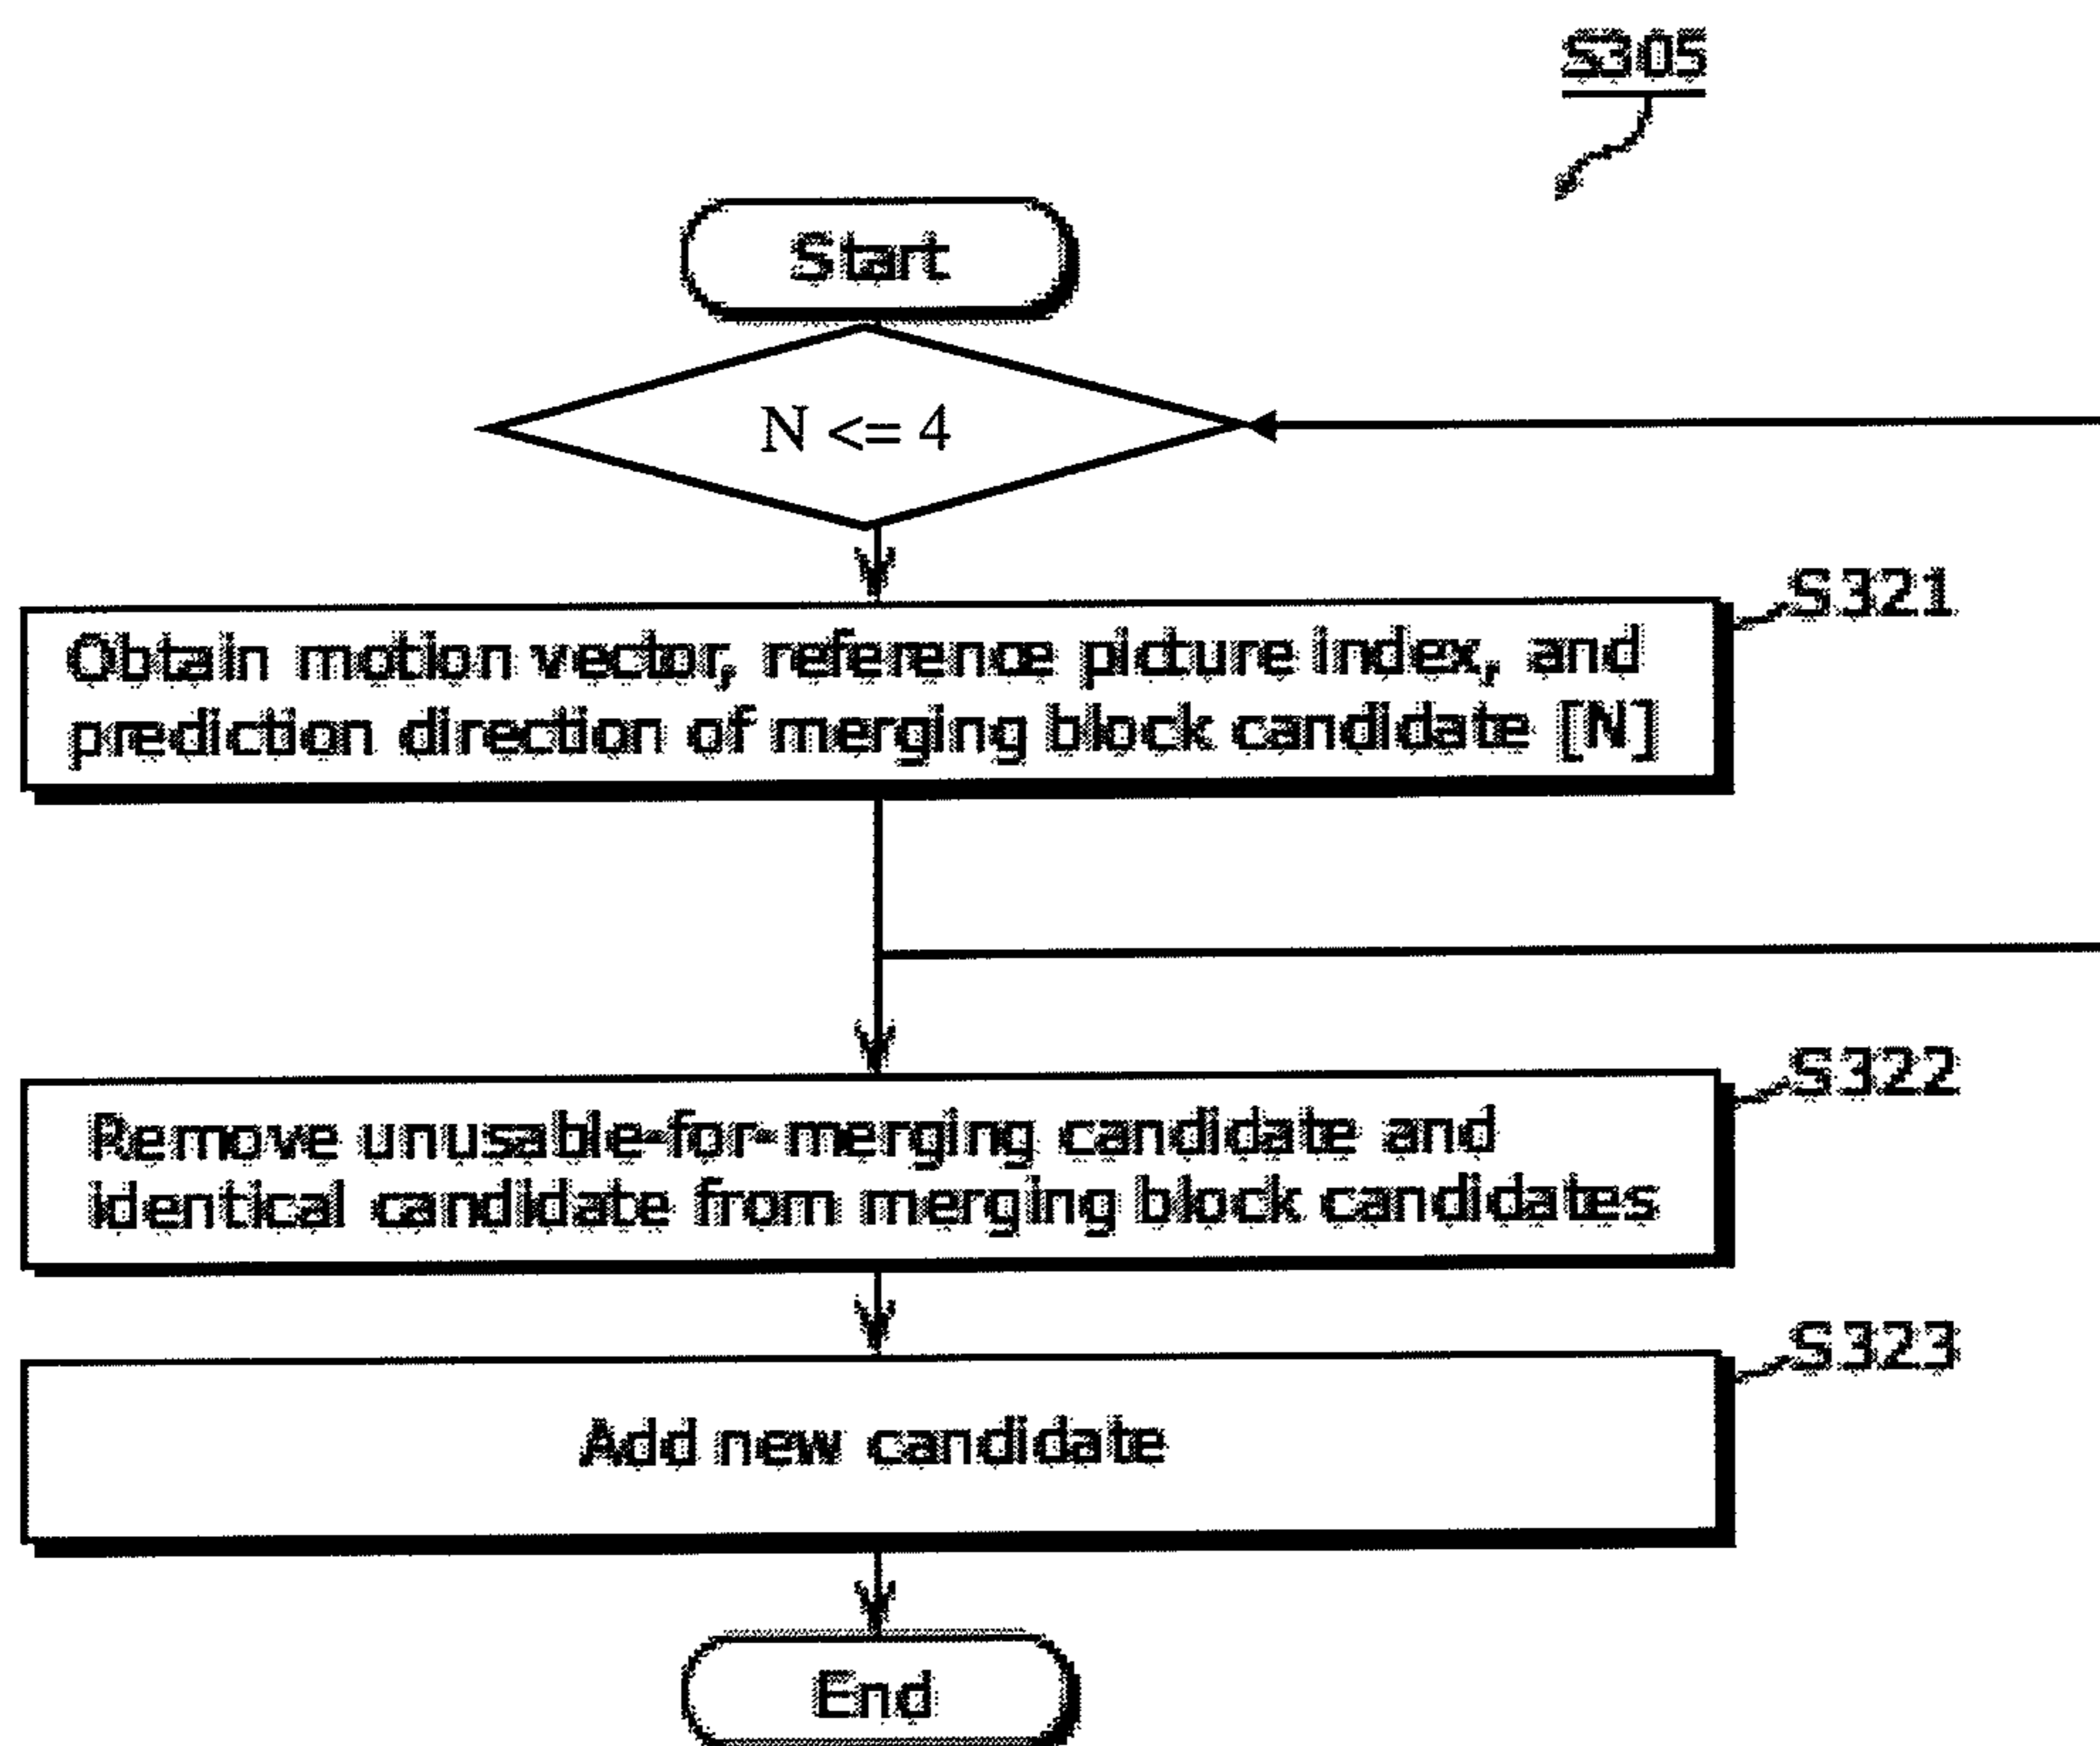 S305
Start
N <= 4
S321
Obtain motion vector, reference picture index, and
prediction direction of merging block candidate [N]
S322
Remove unusable-for-merging candidate and
identical candidate from merging block candidates
S323
Add new candidate
End